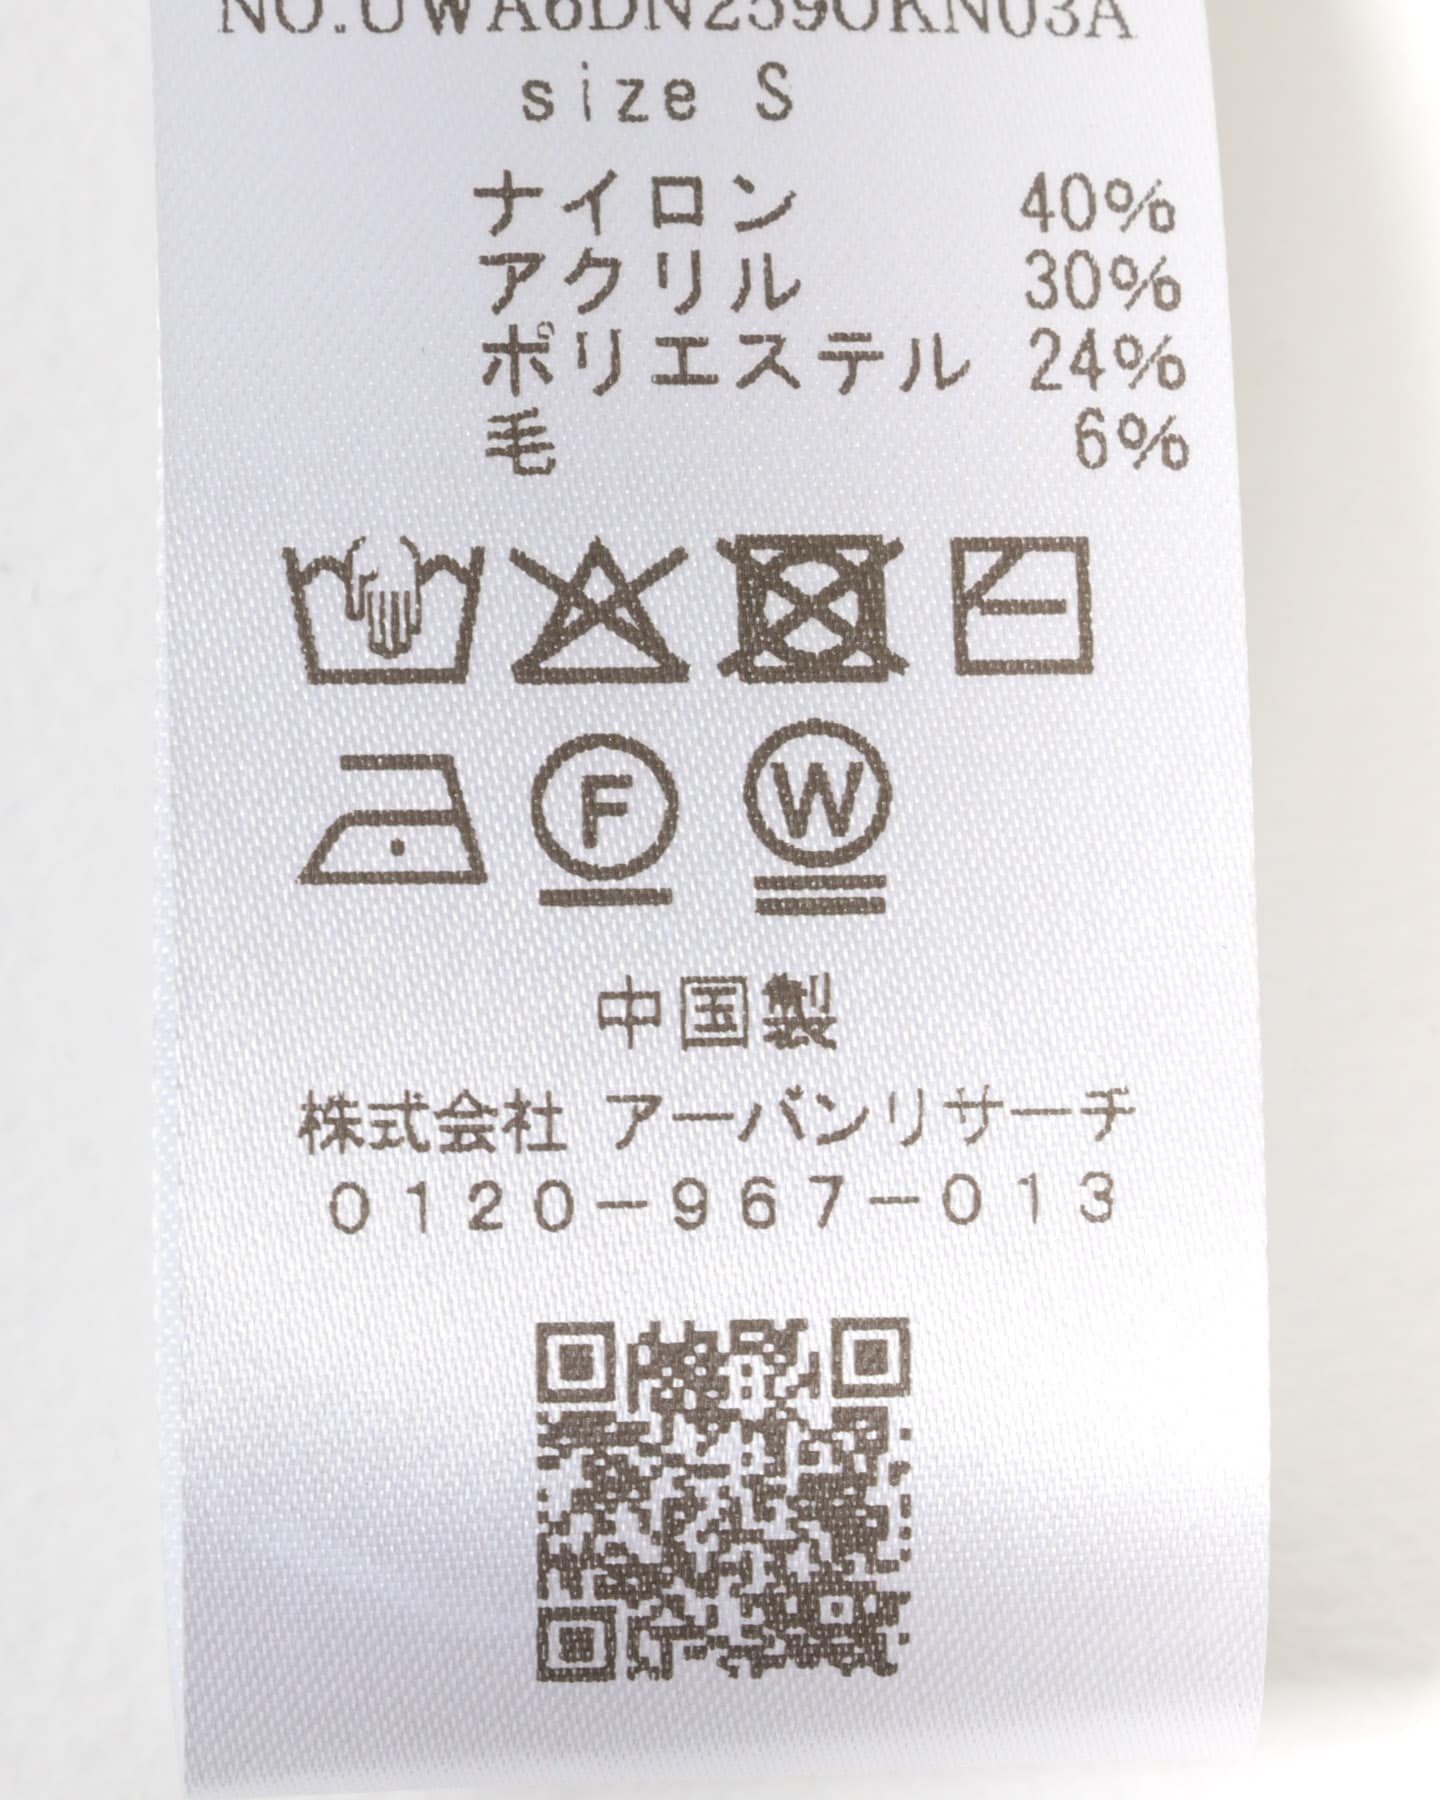 NO.UWA6DN259OKN03A
size S
ナイロン 40%
アクリル 30%
ポリエステル 24%
毛 6%
F
W
中国製
株式会社 アーバンリサーチ
0120-967-013